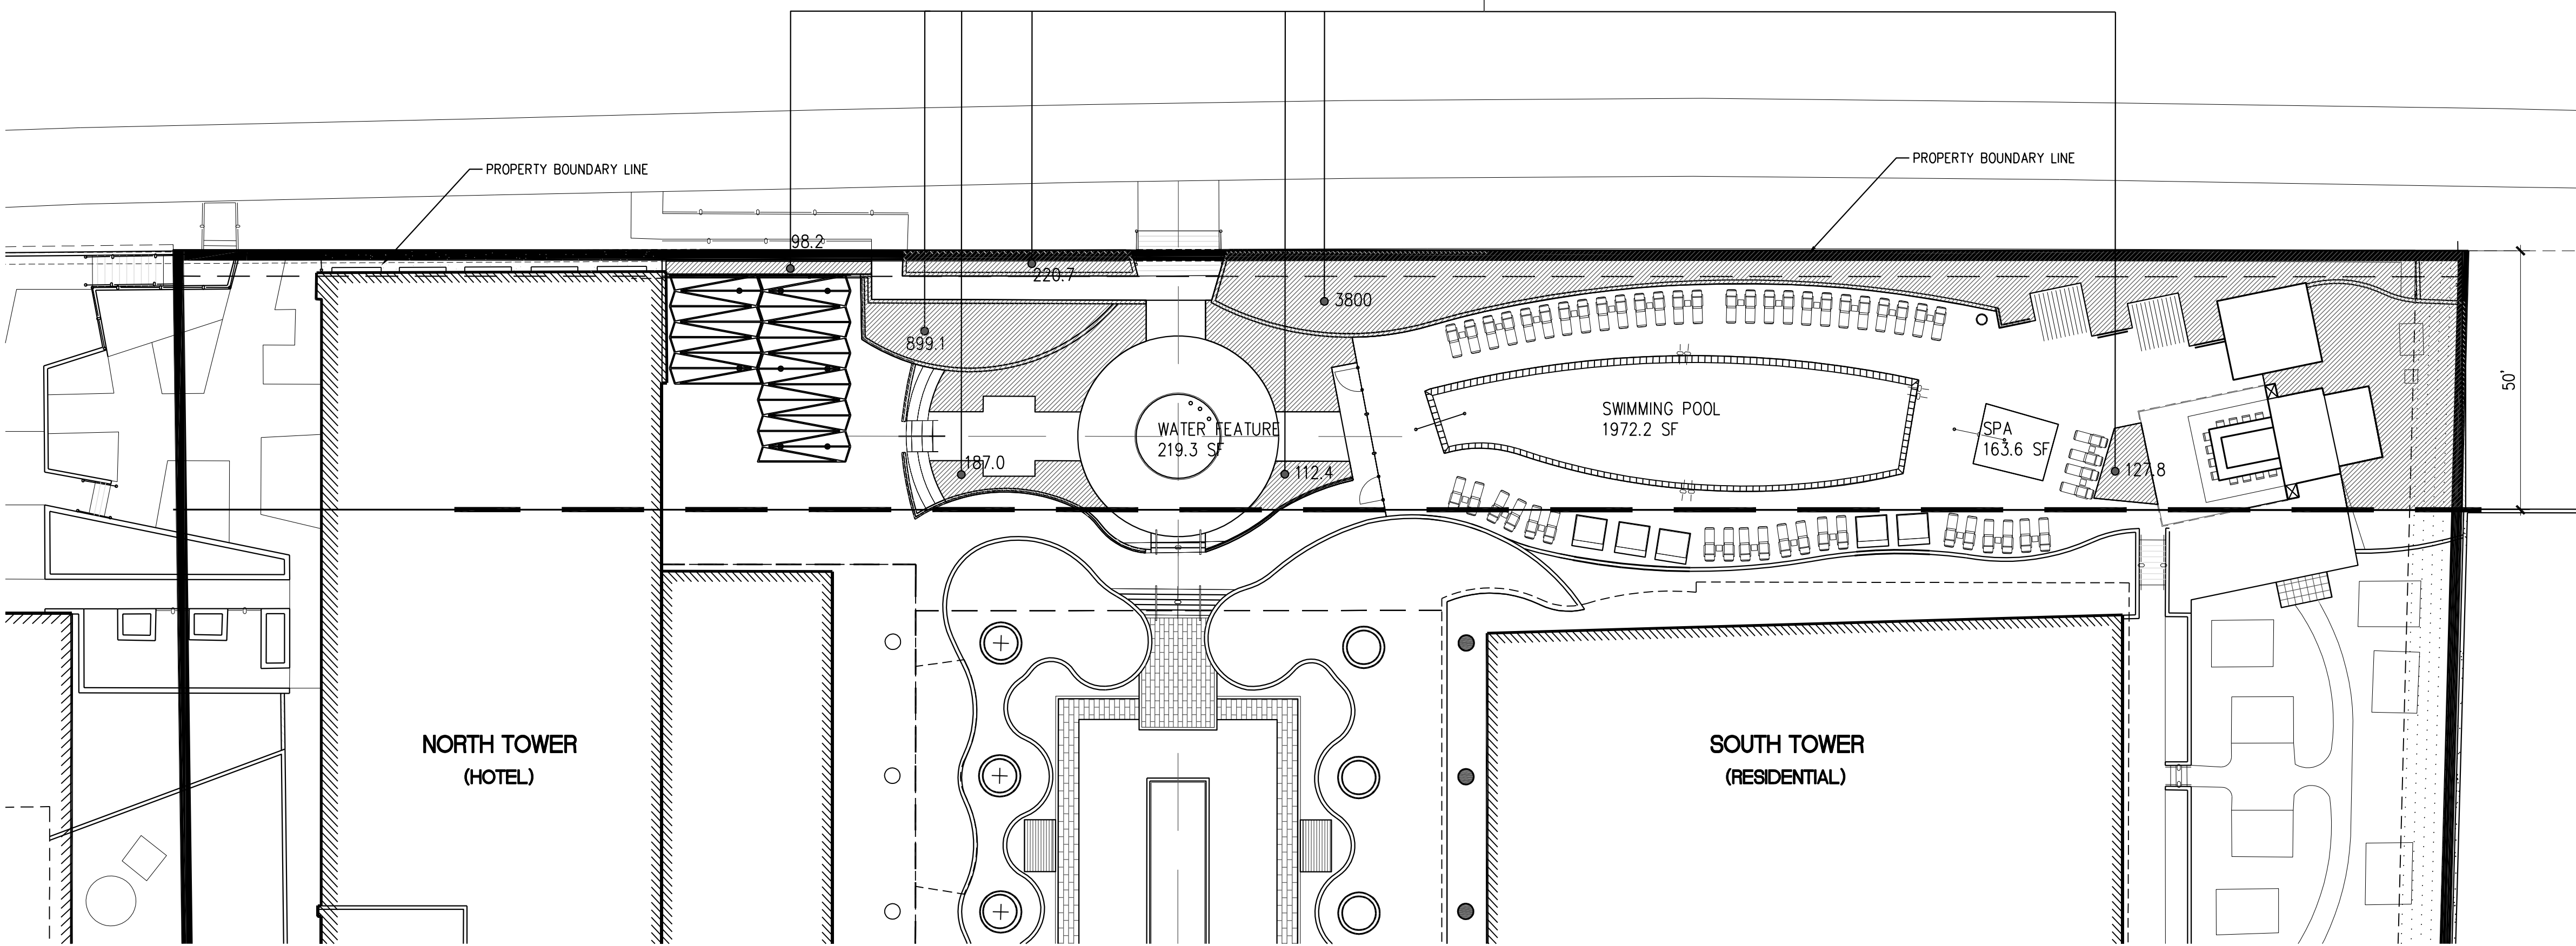 PROPERTY BOUNDARY LINE
PROPERTY BOUNDARY LINE
98.2
220.7
3800
899.1
50'
SWIMMING POOL
1972.2 SF
WATER FEATURE
219.3 SF
SPA
163.6 SF
187.0
112.4
127.8
NORTH TOWER
(HOTEL)
SOUTH TOWER
(RESIDENTIAL)